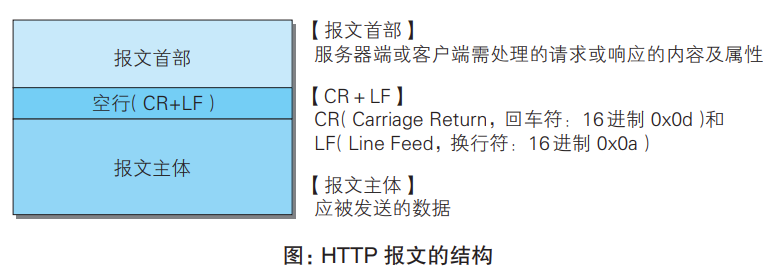 报文首部
空行( CR+LF )
报文主体
【 报文首部 】
服务器端或客户端需处理的请求或响应的内容及属性
【 CR + LF 】
CR( Carriage Return，回车符：16进制 0x0d )和
LF( Line Feed，换行符：16进制 0x0a )
【 报文主体 】
应被发送的数据
图：HTTP 报文的结构